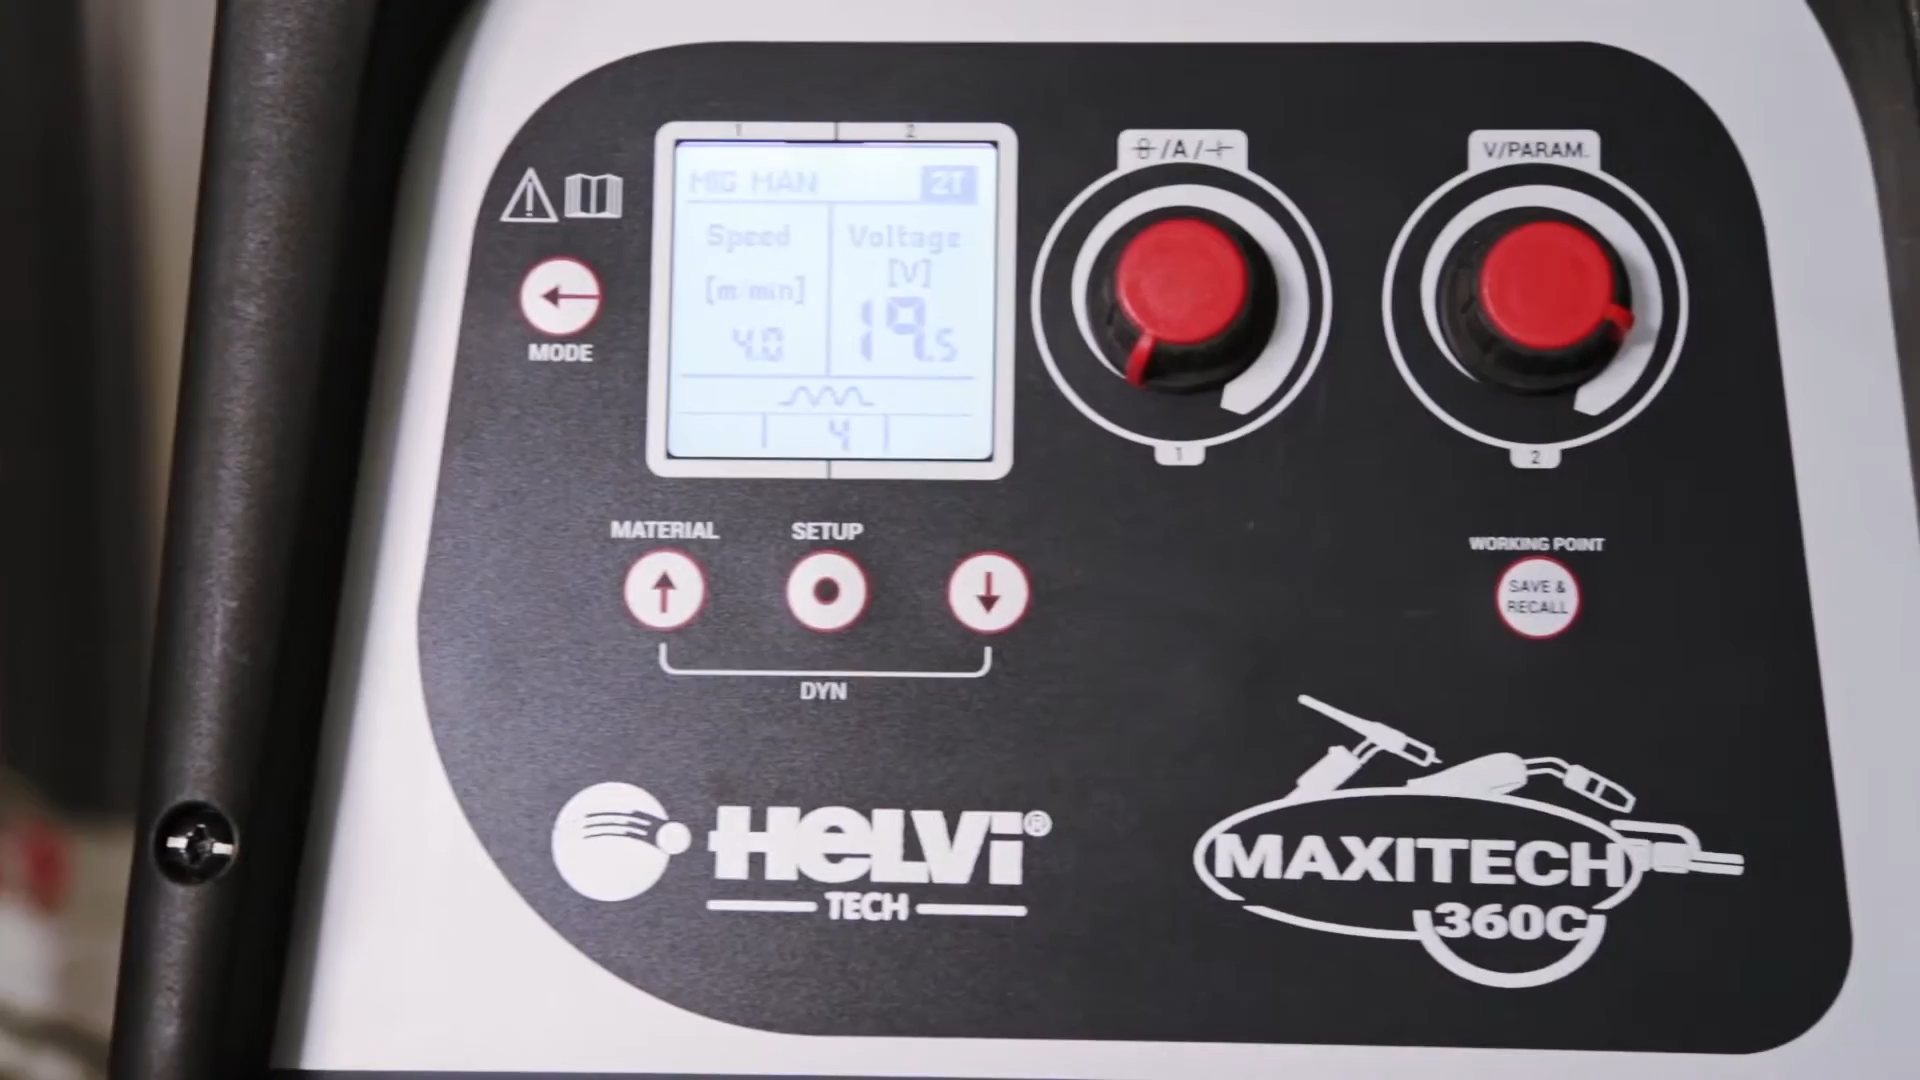 1 2
MIG MAN 2T
Speed
[m/min]
4.0
Voltage
[V]
19.5
4
/A/
1
V/PARAM.
2
MODE
MATERIAL
SETUP
DYN
WORKING POINT
SAVE &
RECALL
HELVi®
TECH
MAXITECH
360C